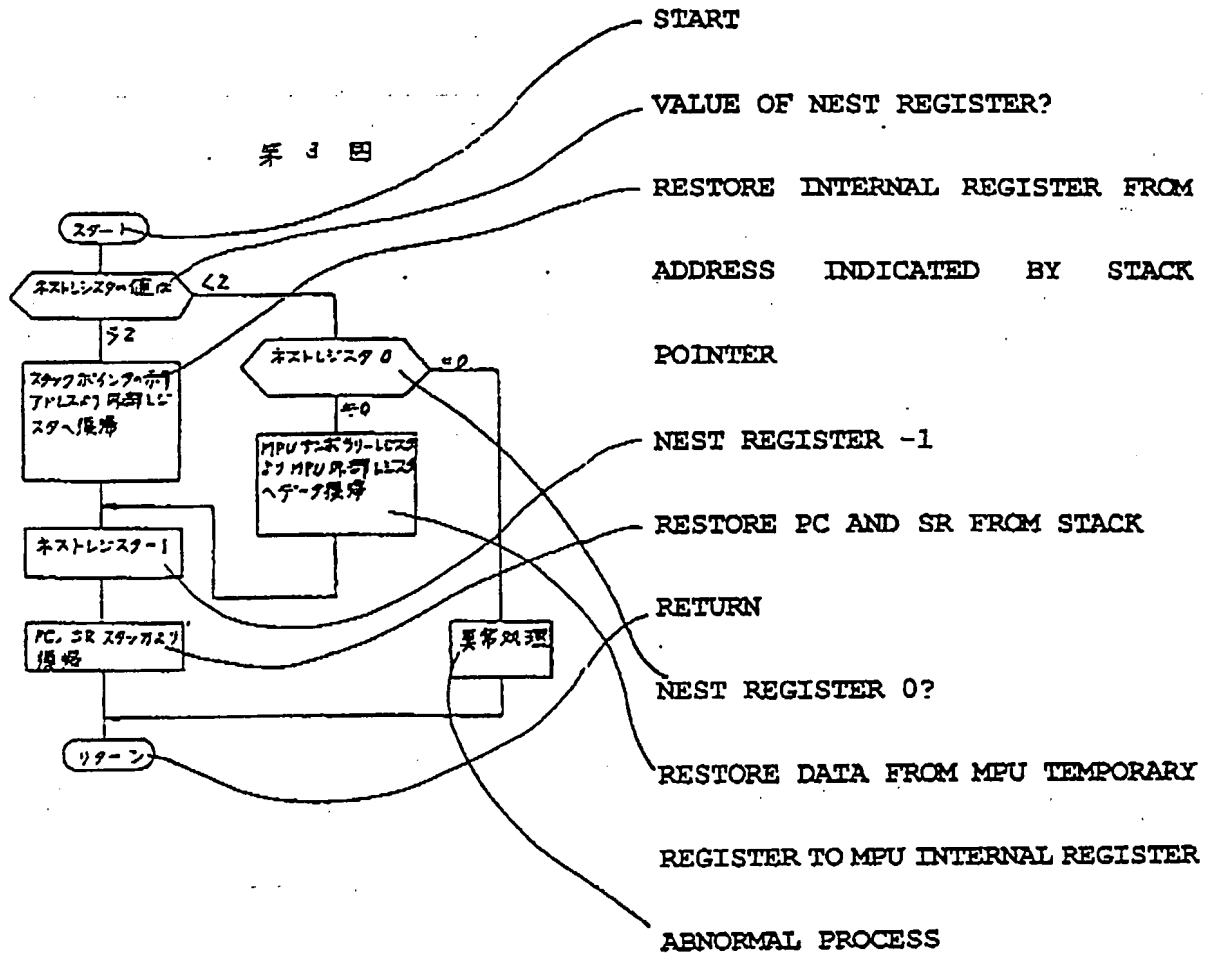 START
VALUE OF NEST REGISTER?
RESTORE INTERNAL REGISTER FROM
ADDRESS INDICATED BY STACK
POINTER
NEST REGISTER -1
RESTORE PC AND SR FROM STACK
RETURN
NEST REGISTER 0?
RESTORE DATA FROM MPU TEMPORARY
REGISTER TO MPU INTERNAL REGISTER
ABNORMAL PROCESS
第 3 図
スタート
ネストレジスタの値は
<2
≧2
スタックポインタの示す
アドレスより内部レジ
スタへ復帰
ネストレジスタ 0
=0
≠0
MPUテンポラリーレジスタ
よりMPU内部レジスタ
へデータ復帰
ネストレジスター1
PC、SR スタックより
復帰
異常処理
リターン